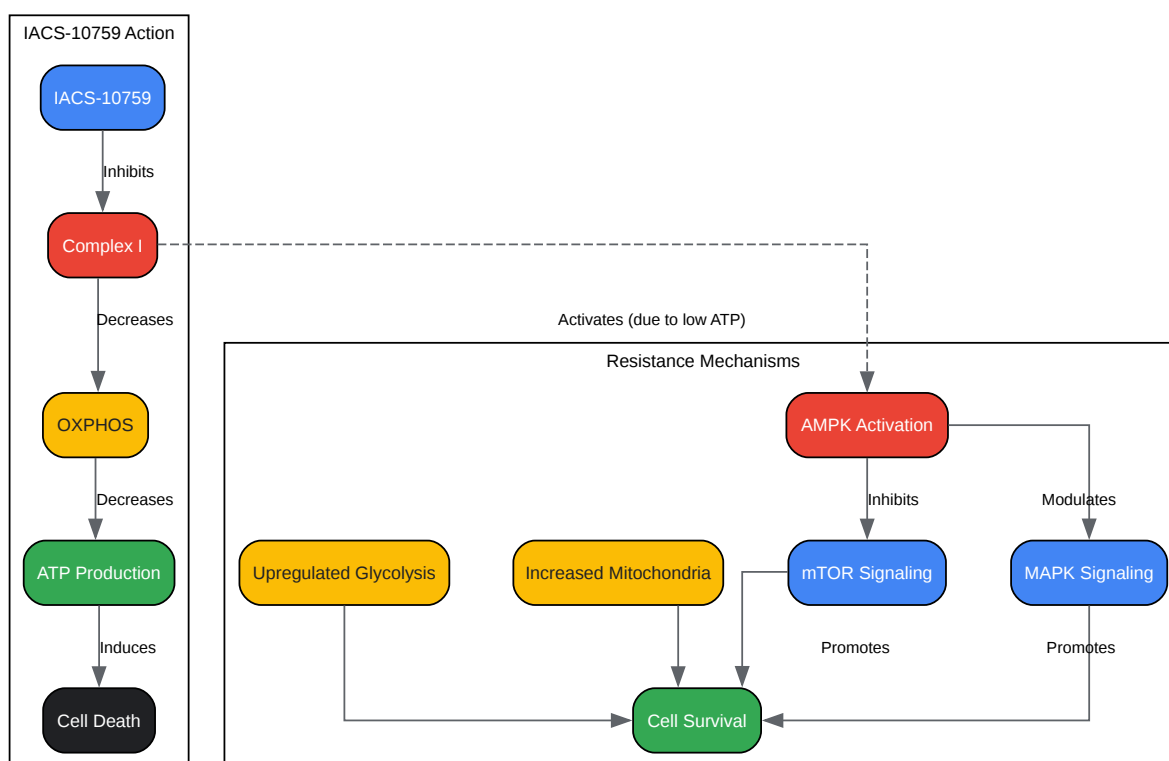 IACS-10759 Action
IACS-10759
Inhibits
Complex I
Decreases
OXPHOS
Decreases
ATP Production
Induces
Cell Death
Activates (due to low ATP)
Resistance Mechanisms
AMPK Activation
Inhibits
Modulates
Upregulated Glycolysis
Increased Mitochondria
mTOR Signaling
MAPK Signaling
Promotes
Promotes
Cell Survival